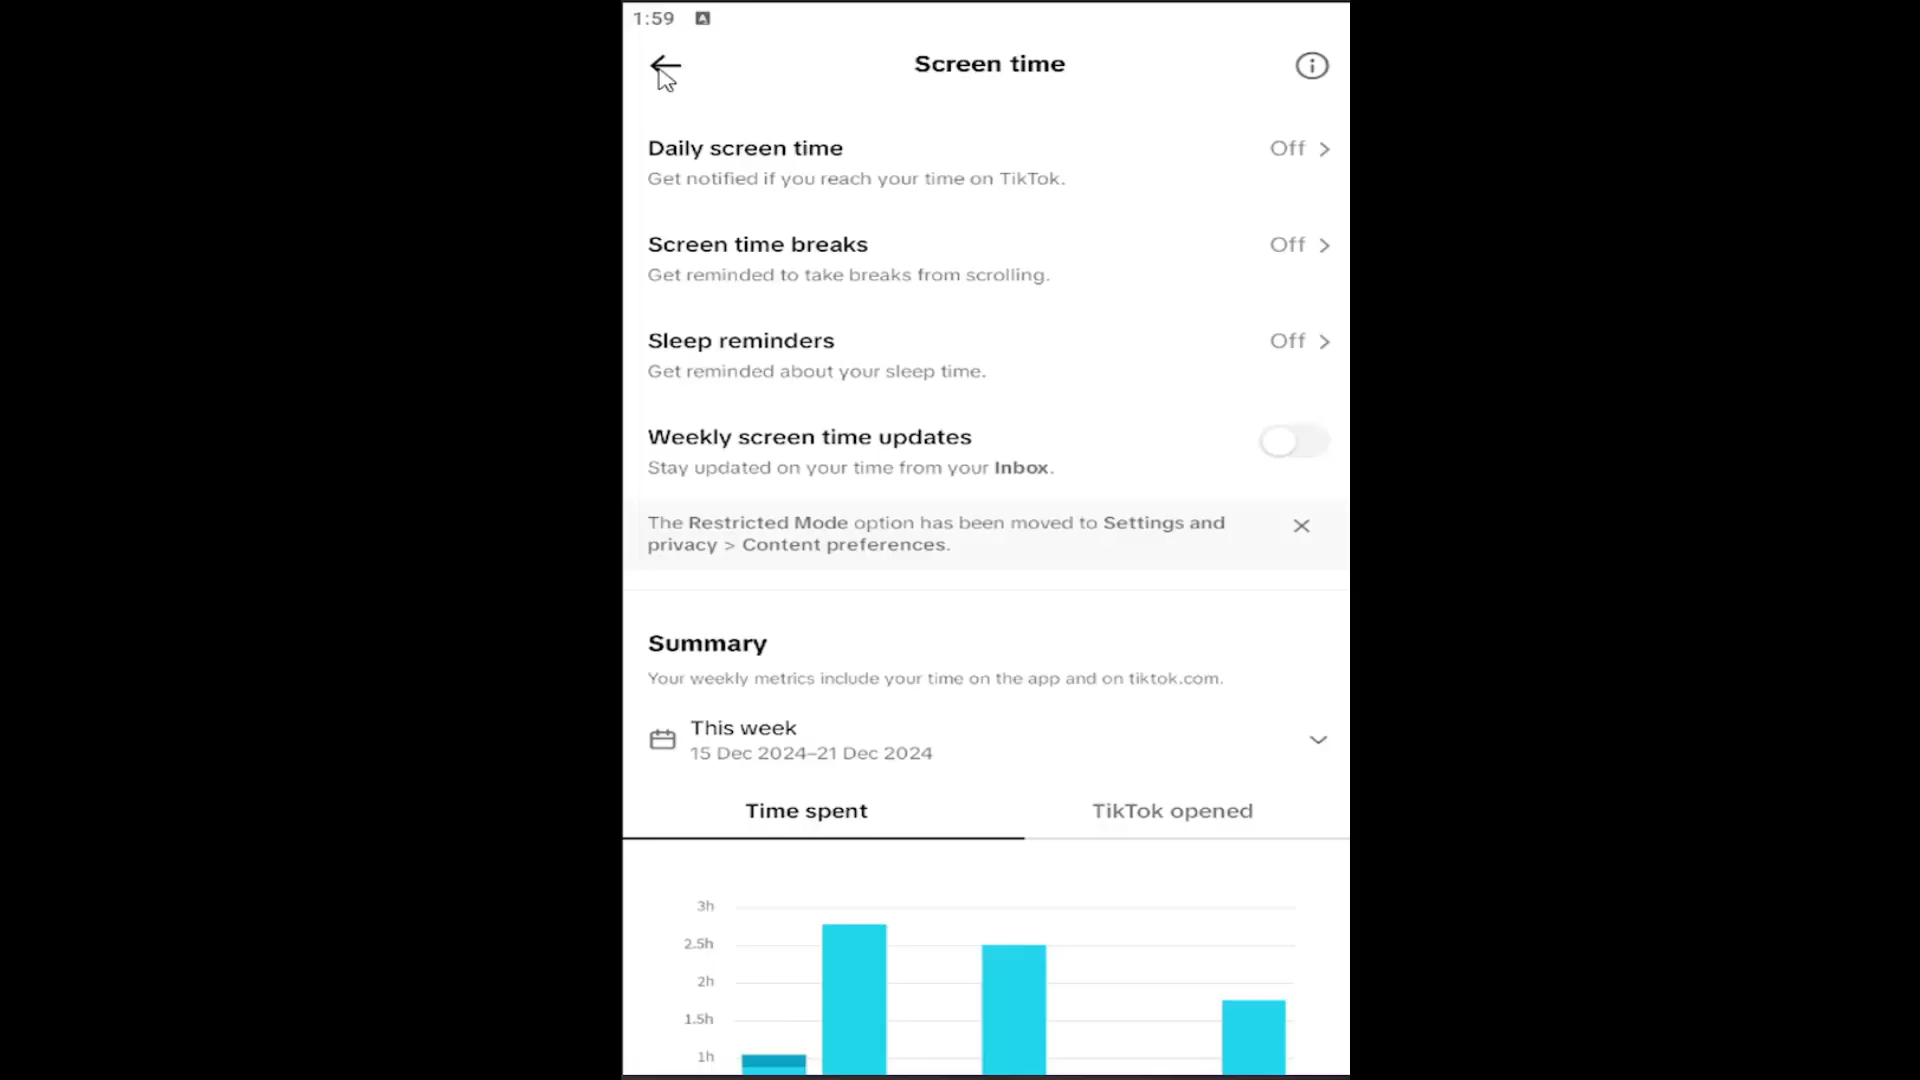 1:59
Screen time
Daily screen time
Off
Get notified if you reach your time on TikTok.
Screen time breaks
Off
Get reminded to take breaks from scrolling.
Sleep reminders
Off
Get reminded about your sleep time.
Weekly screen time updates
Stay updated on your time from your Inbox.
The Restricted Mode option has been moved to Settings and
privacy > Content preferences.
Summary
Your weekly metrics include your time on the app and on tiktok.com.
This week
15 Dec 2024–21 Dec 2024
Time spent
TikTok opened
3h
2.5h
2h
1.5h
1h